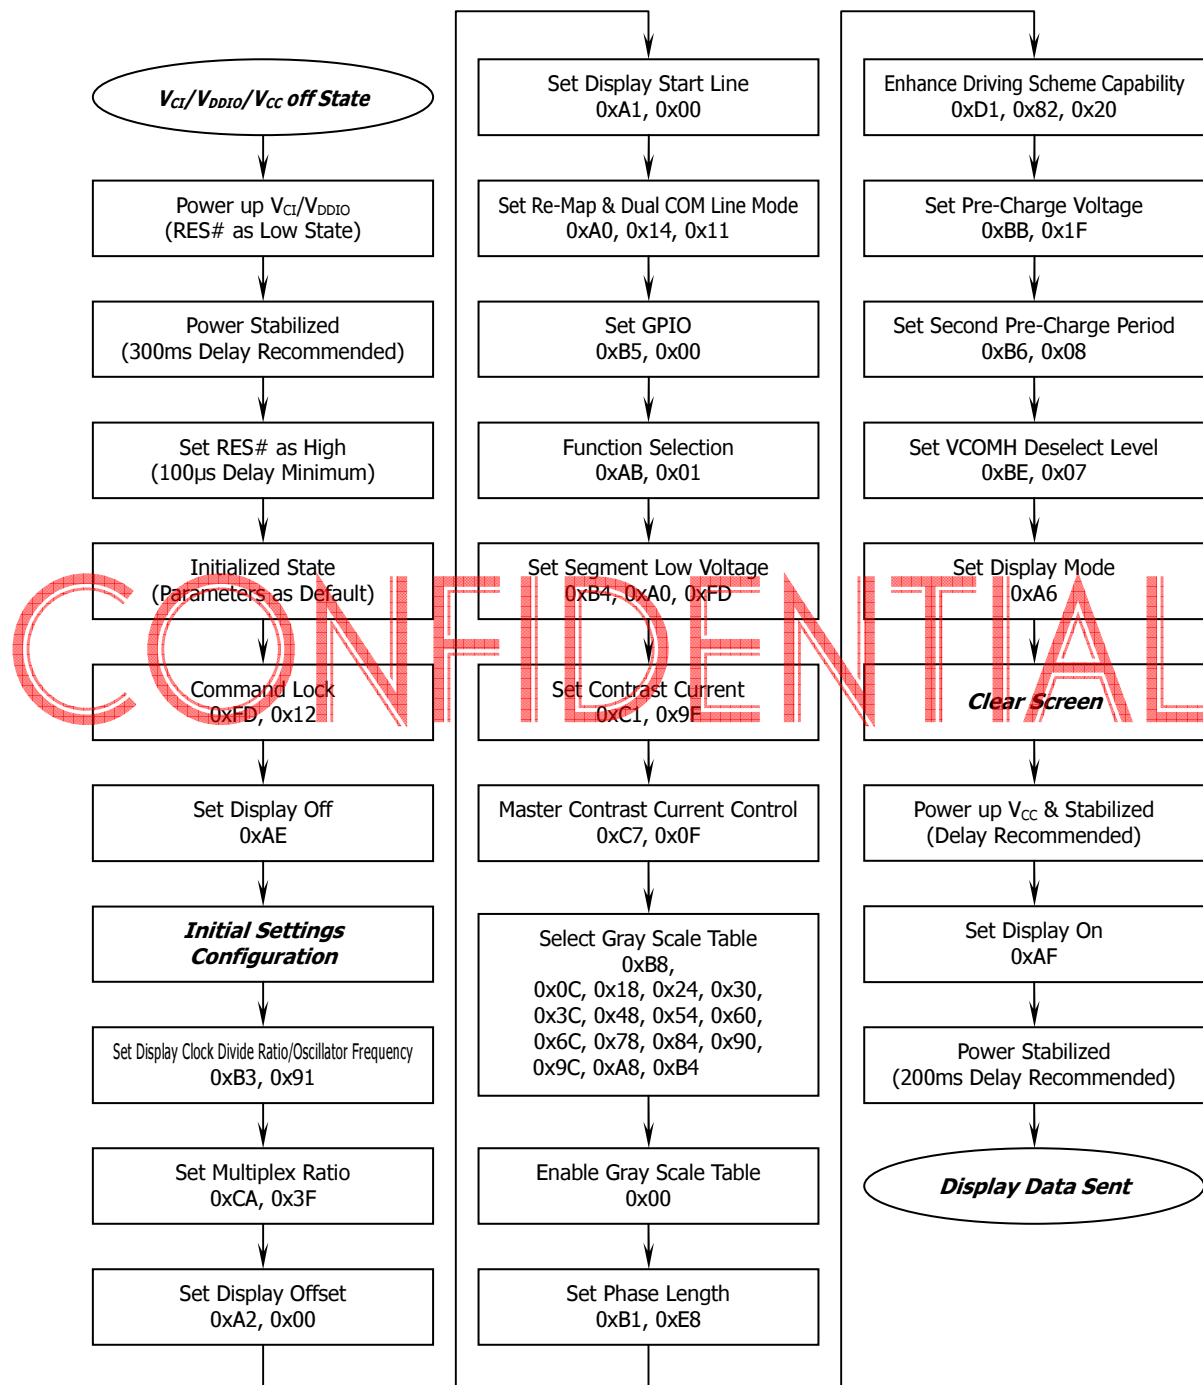 V_CI/V_DDIO/V_CC off State
Power up V_CI/V_DDIO
(RES# as Low State)
Power Stabilized
(300ms Delay Recommended)
Set RES# as High
(100μs Delay Minimum)
Initialized State
(Parameters as Default)
Command Lock
0xFD, 0x12
Set Display Off
0xAE
Initial Settings
Configuration
Set Display Clock Divide Ratio/Oscillator Frequency
0xB3, 0x91
Set Multiplex Ratio
0xCA, 0x3F
Set Display Offset
0xA2, 0x00
Set Display Start Line
0xA1, 0x00
Set Re-Map & Dual COM Line Mode
0xA0, 0x14, 0x11
Set GPIO
0xB5, 0x00
Function Selection
0xAB, 0x01
Set Segment Low Voltage
0xB4, 0xA0, 0xFD
Set Contrast Current
0xC1, 0x9F
Master Contrast Current Control
0xC7, 0x0F
Select Gray Scale Table
0xB8,
0x0C, 0x18, 0x24, 0x30,
0x3C, 0x48, 0x54, 0x60,
0x6C, 0x78, 0x84, 0x90,
0x9C, 0xA8, 0xB4
Enable Gray Scale Table
0x00
Set Phase Length
0xB1, 0xE8
Enhance Driving Scheme Capability
0xD1, 0x82, 0x20
Set Pre-Charge Voltage
0xBB, 0x1F
Set Second Pre-Charge Period
0xB6, 0x08
Set VCOMH Deselect Level
0xBE, 0x07
Set Display Mode
0xA6
Clear Screen
Power up V_CC & Stabilized
(Delay Recommended)
Set Display On
0xAF
Power Stabilized
(200ms Delay Recommended)
Display Data Sent
CONFIDENTIAL